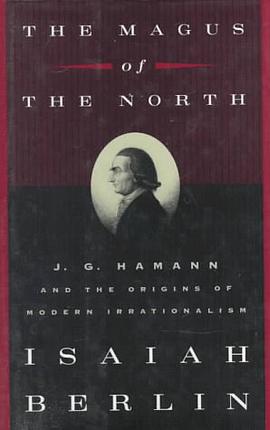 THE MAGUS
of
THE NORTH
J. G. HAMANN
AND THE ORIGINS OF
MODERN IRRATIONALISM
ISAIAH
BERLIN